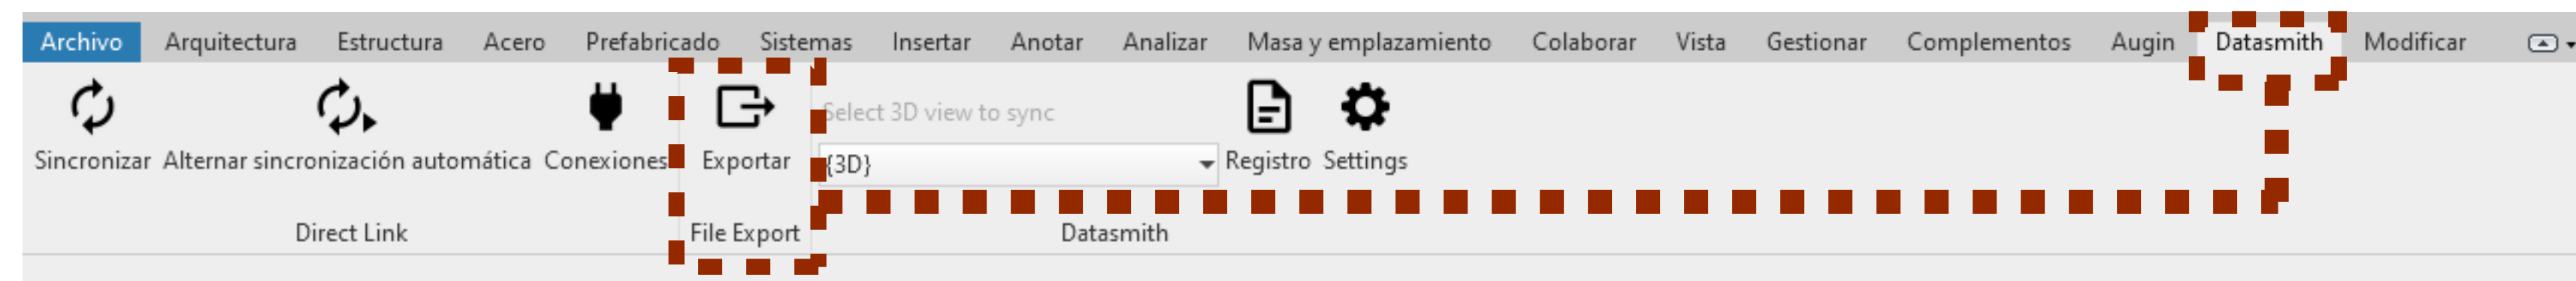 Archivo Arquitectura Estructura Acero Prefabricado Sistemas Insertar Anotar Analizar Masa y emplazamiento Colaborar Vista Gestionar Complementos Augin Datasmith Modificar
Select 3D view to sync
Sincronizar Alternar sincronización automática Conexiones Exportar {3D} Registro Settings
Direct Link File Export Datasmith